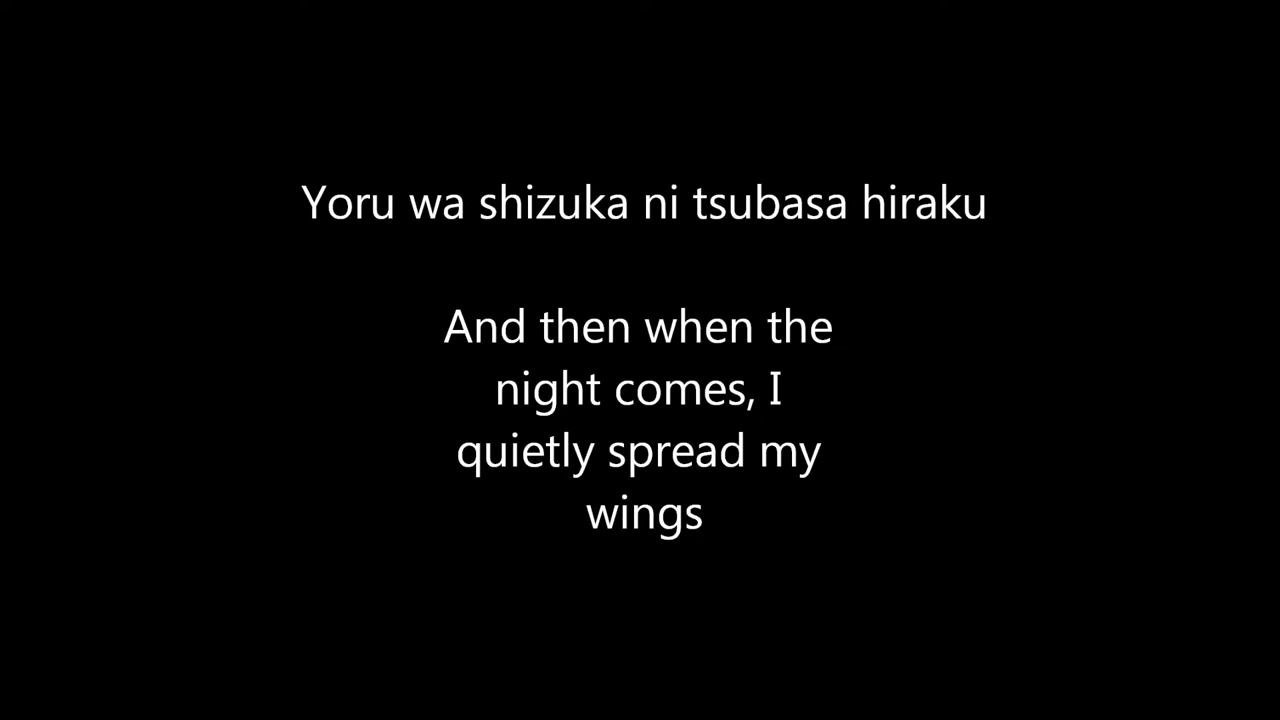 Yoru wa shizuka ni tsubasa hiraku
And then when the
night comes, I
quietly spread my
wings